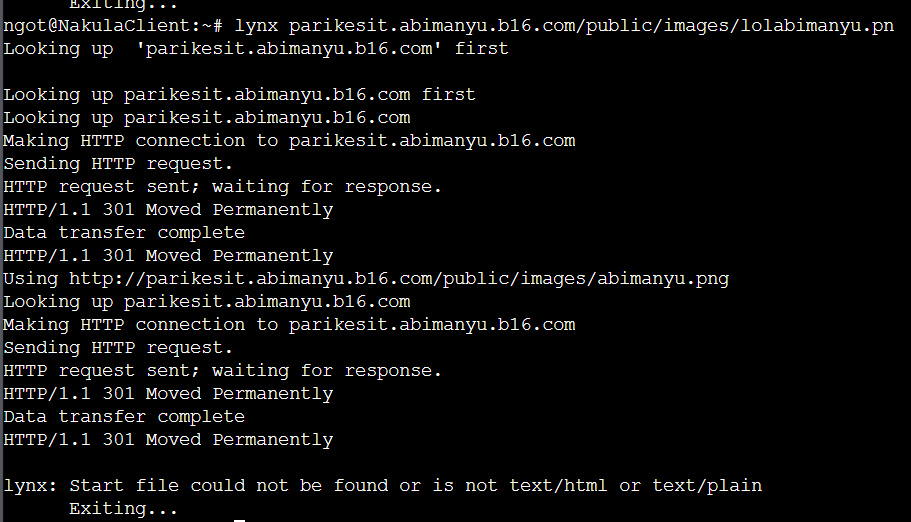 Exiting...
ngot@NakulaClient:~# lynx parikesit.abimanyu.b16.com/public/images/lolabimanyu.pn
Looking up  'parikesit.abimanyu.b16.com' first
Looking up parikesit.abimanyu.b16.com first
Looking up parikesit.abimanyu.b16.com
Making HTTP connection to parikesit.abimanyu.b16.com
Sending HTTP request.
HTTP request sent; waiting for response.
HTTP/1.1 301 Moved Permanently
Data transfer complete
HTTP/1.1 301 Moved Permanently
Using http://parikesit.abimanyu.b16.com/public/images/abimanyu.png
Looking up parikesit.abimanyu.b16.com
Making HTTP connection to parikesit.abimanyu.b16.com
Sending HTTP request.
HTTP request sent; waiting for response.
HTTP/1.1 301 Moved Permanently
Data transfer complete
HTTP/1.1 301 Moved Permanently
lynx: Start file could not be found or is not text/html or text/plain
Exiting...